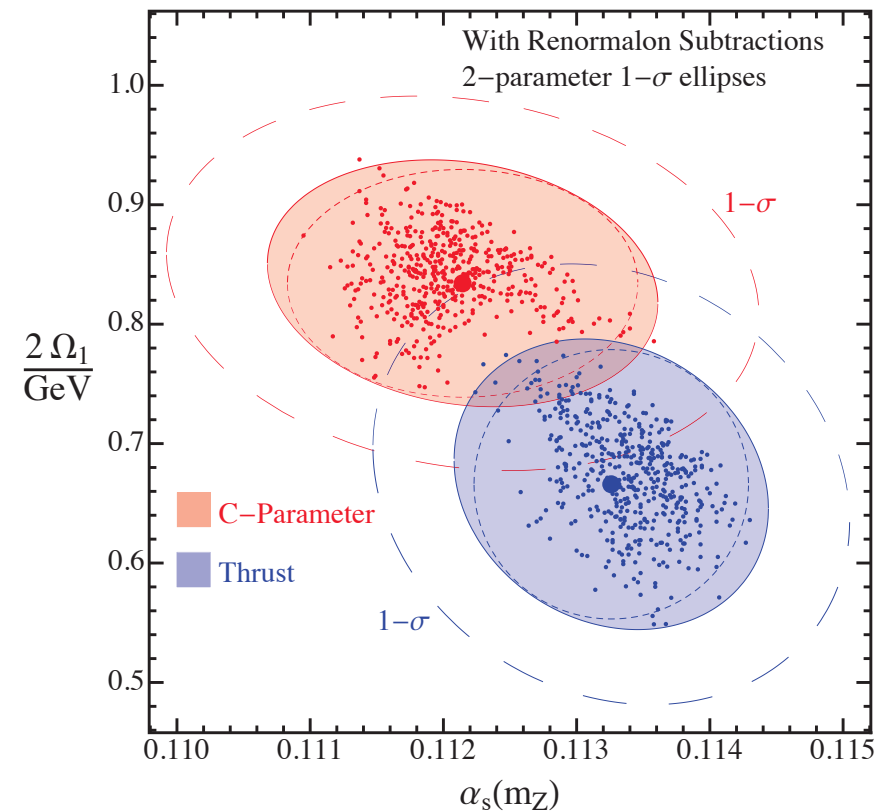 With Renormalon Subtractions
2−parameter 1−σ ellipses
1.0
0.9
1−σ
0.8
2 Ω₁
GeV
0.7
C−Parameter
Thrust
0.6
1−σ
0.5
0.110 0.111 0.112 0.113 0.114 0.115
αₛ(m_Z)